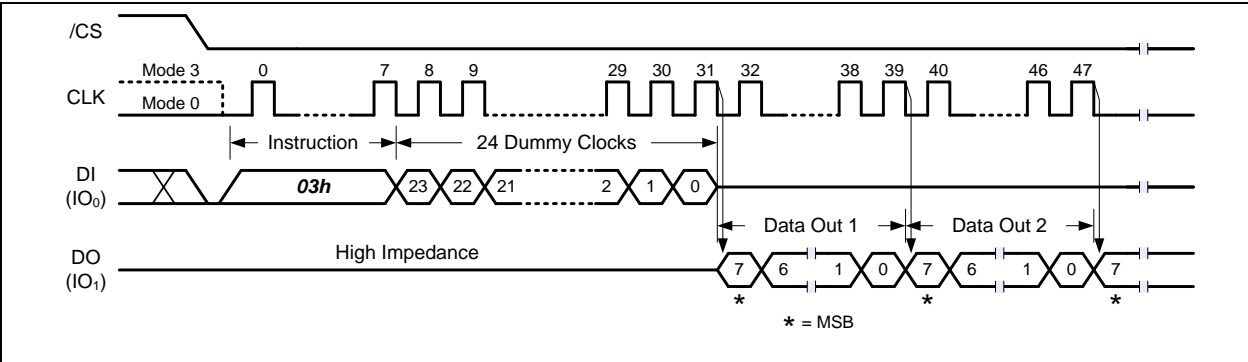 /CS
Mode 3 0 7 8 9 29 30 31 32 38 39 40 46 47
CLK
Mode 0
Instruction 24 Dummy Clocks
DI
(IO₀)
03h 23 22 21 2 1 0
Data Out 1 Data Out 2
DO
(IO₁)
High Impedance
7 6 1 0 7 6 1 0 7
* * *
* = MSB